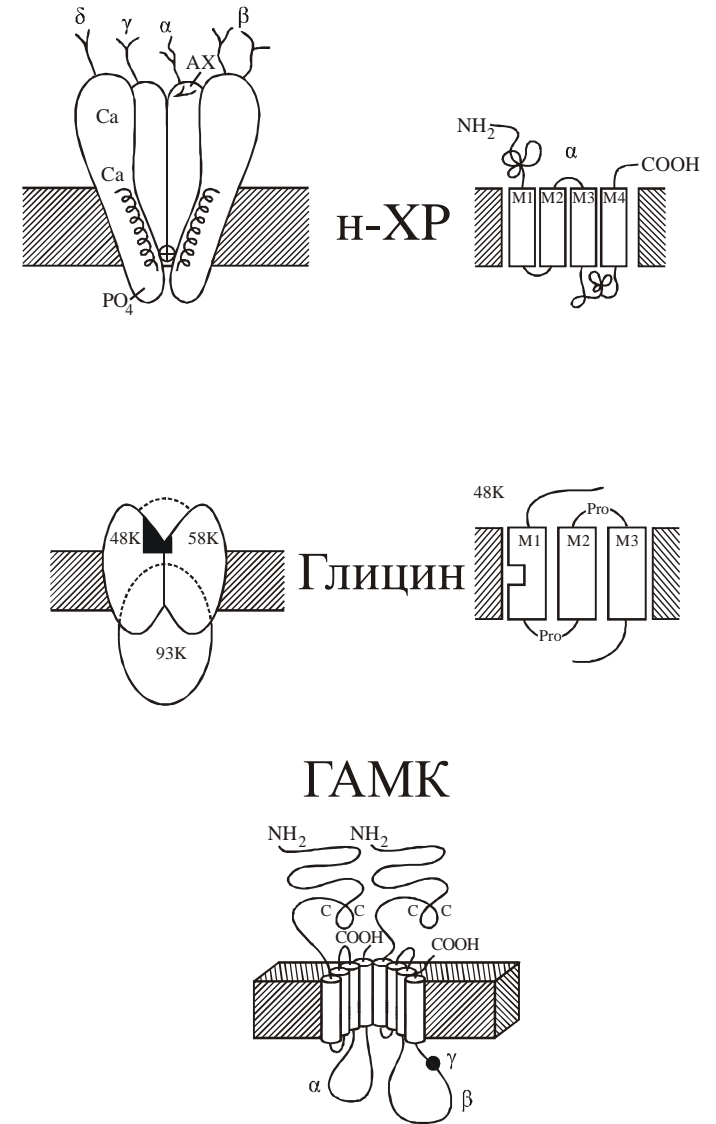 δ γ α β
AX
Ca
Ca
PO4
н-ХР
NH2
α
COOH
M1 M2 M3 M4
48K 58K
93K
Глицин
48K
Pro
M1 M2 M3
Pro
ГАМК
NH2 NH2
C C C C
COOH COOH
α γ
β